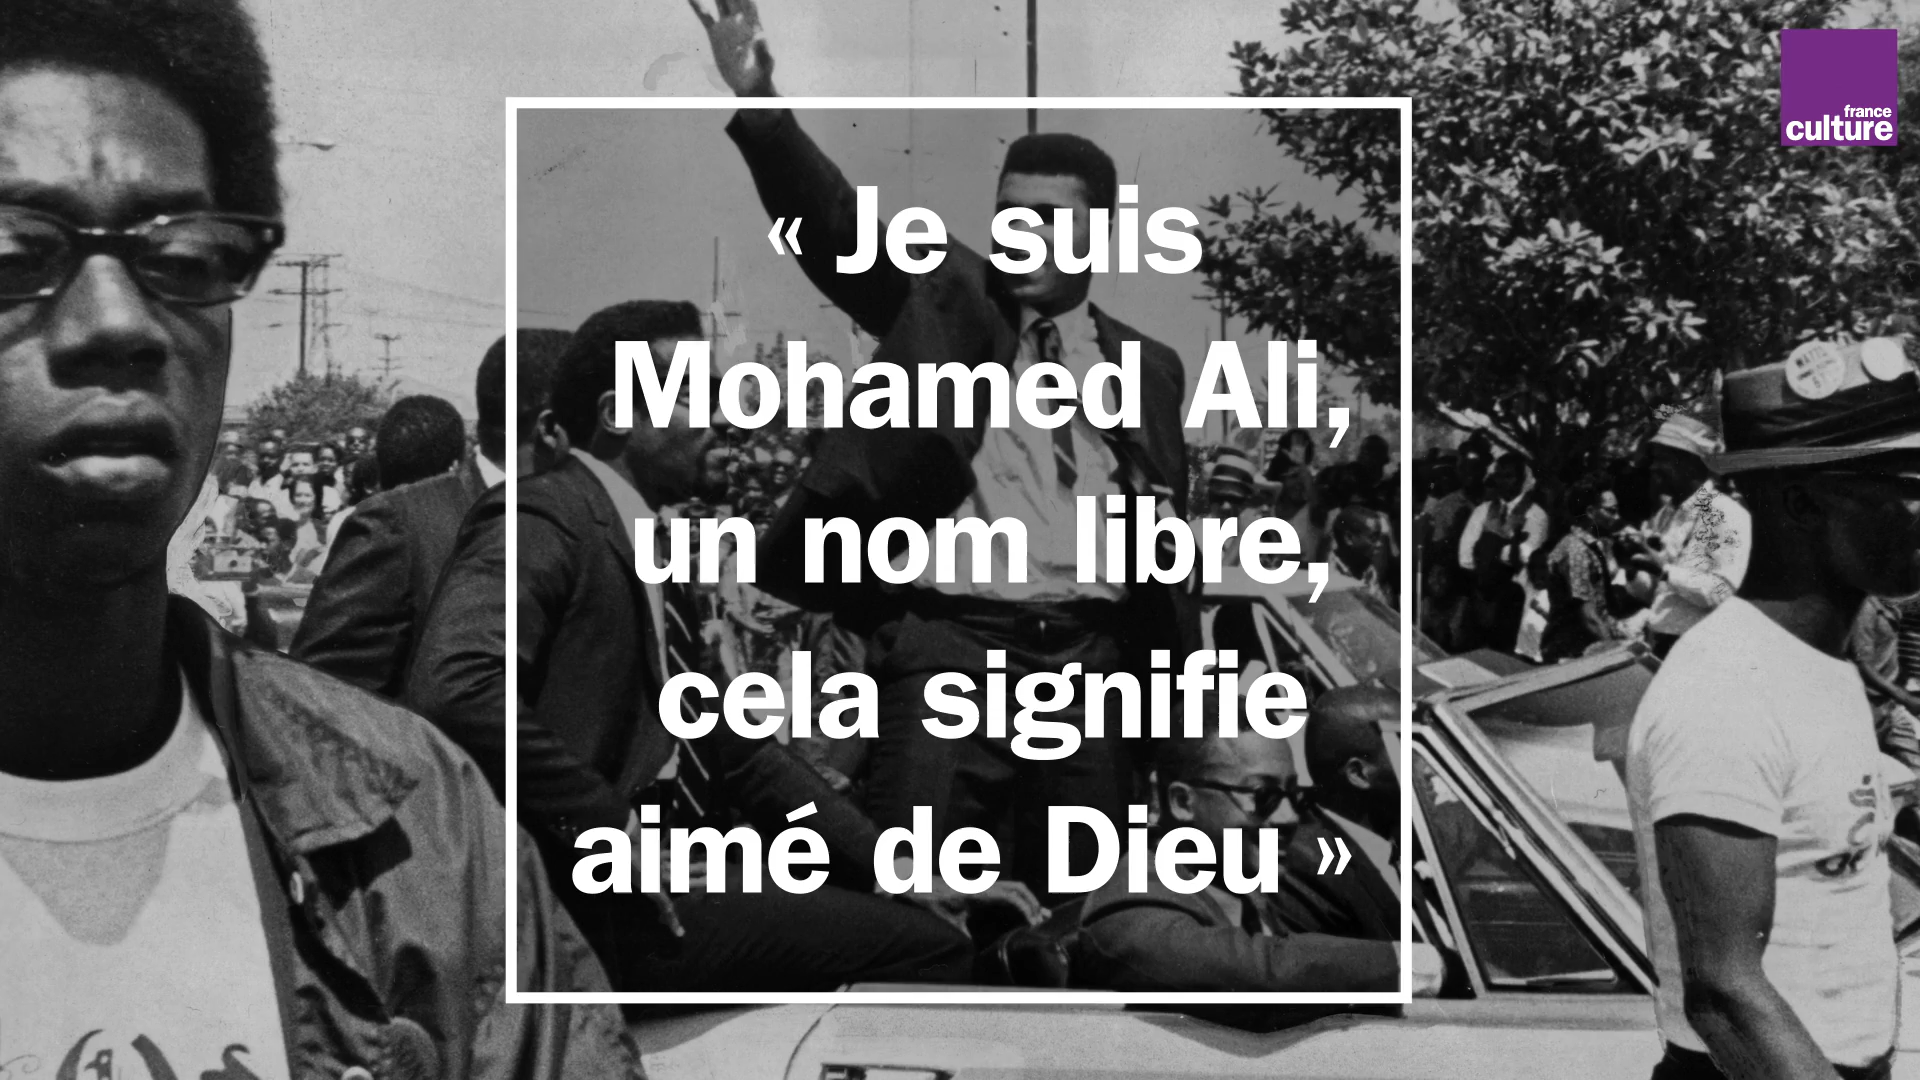 france
culture
« Je suis
Mohamed Ali,
un nom libre,
cela signifie
aimé de Dieu »